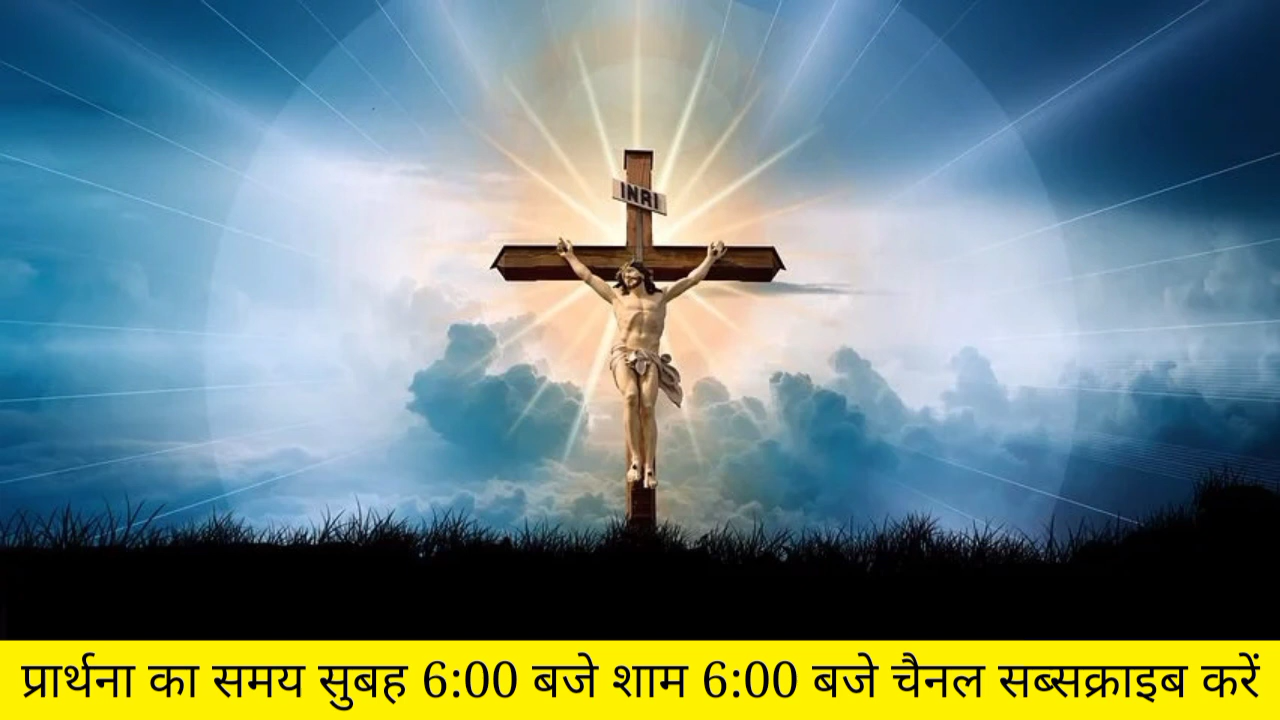 INRI
प्रार्थना का समय सुबह 6:00 बजे शाम 6:00 बजे चैनल सब्सक्राइब करें